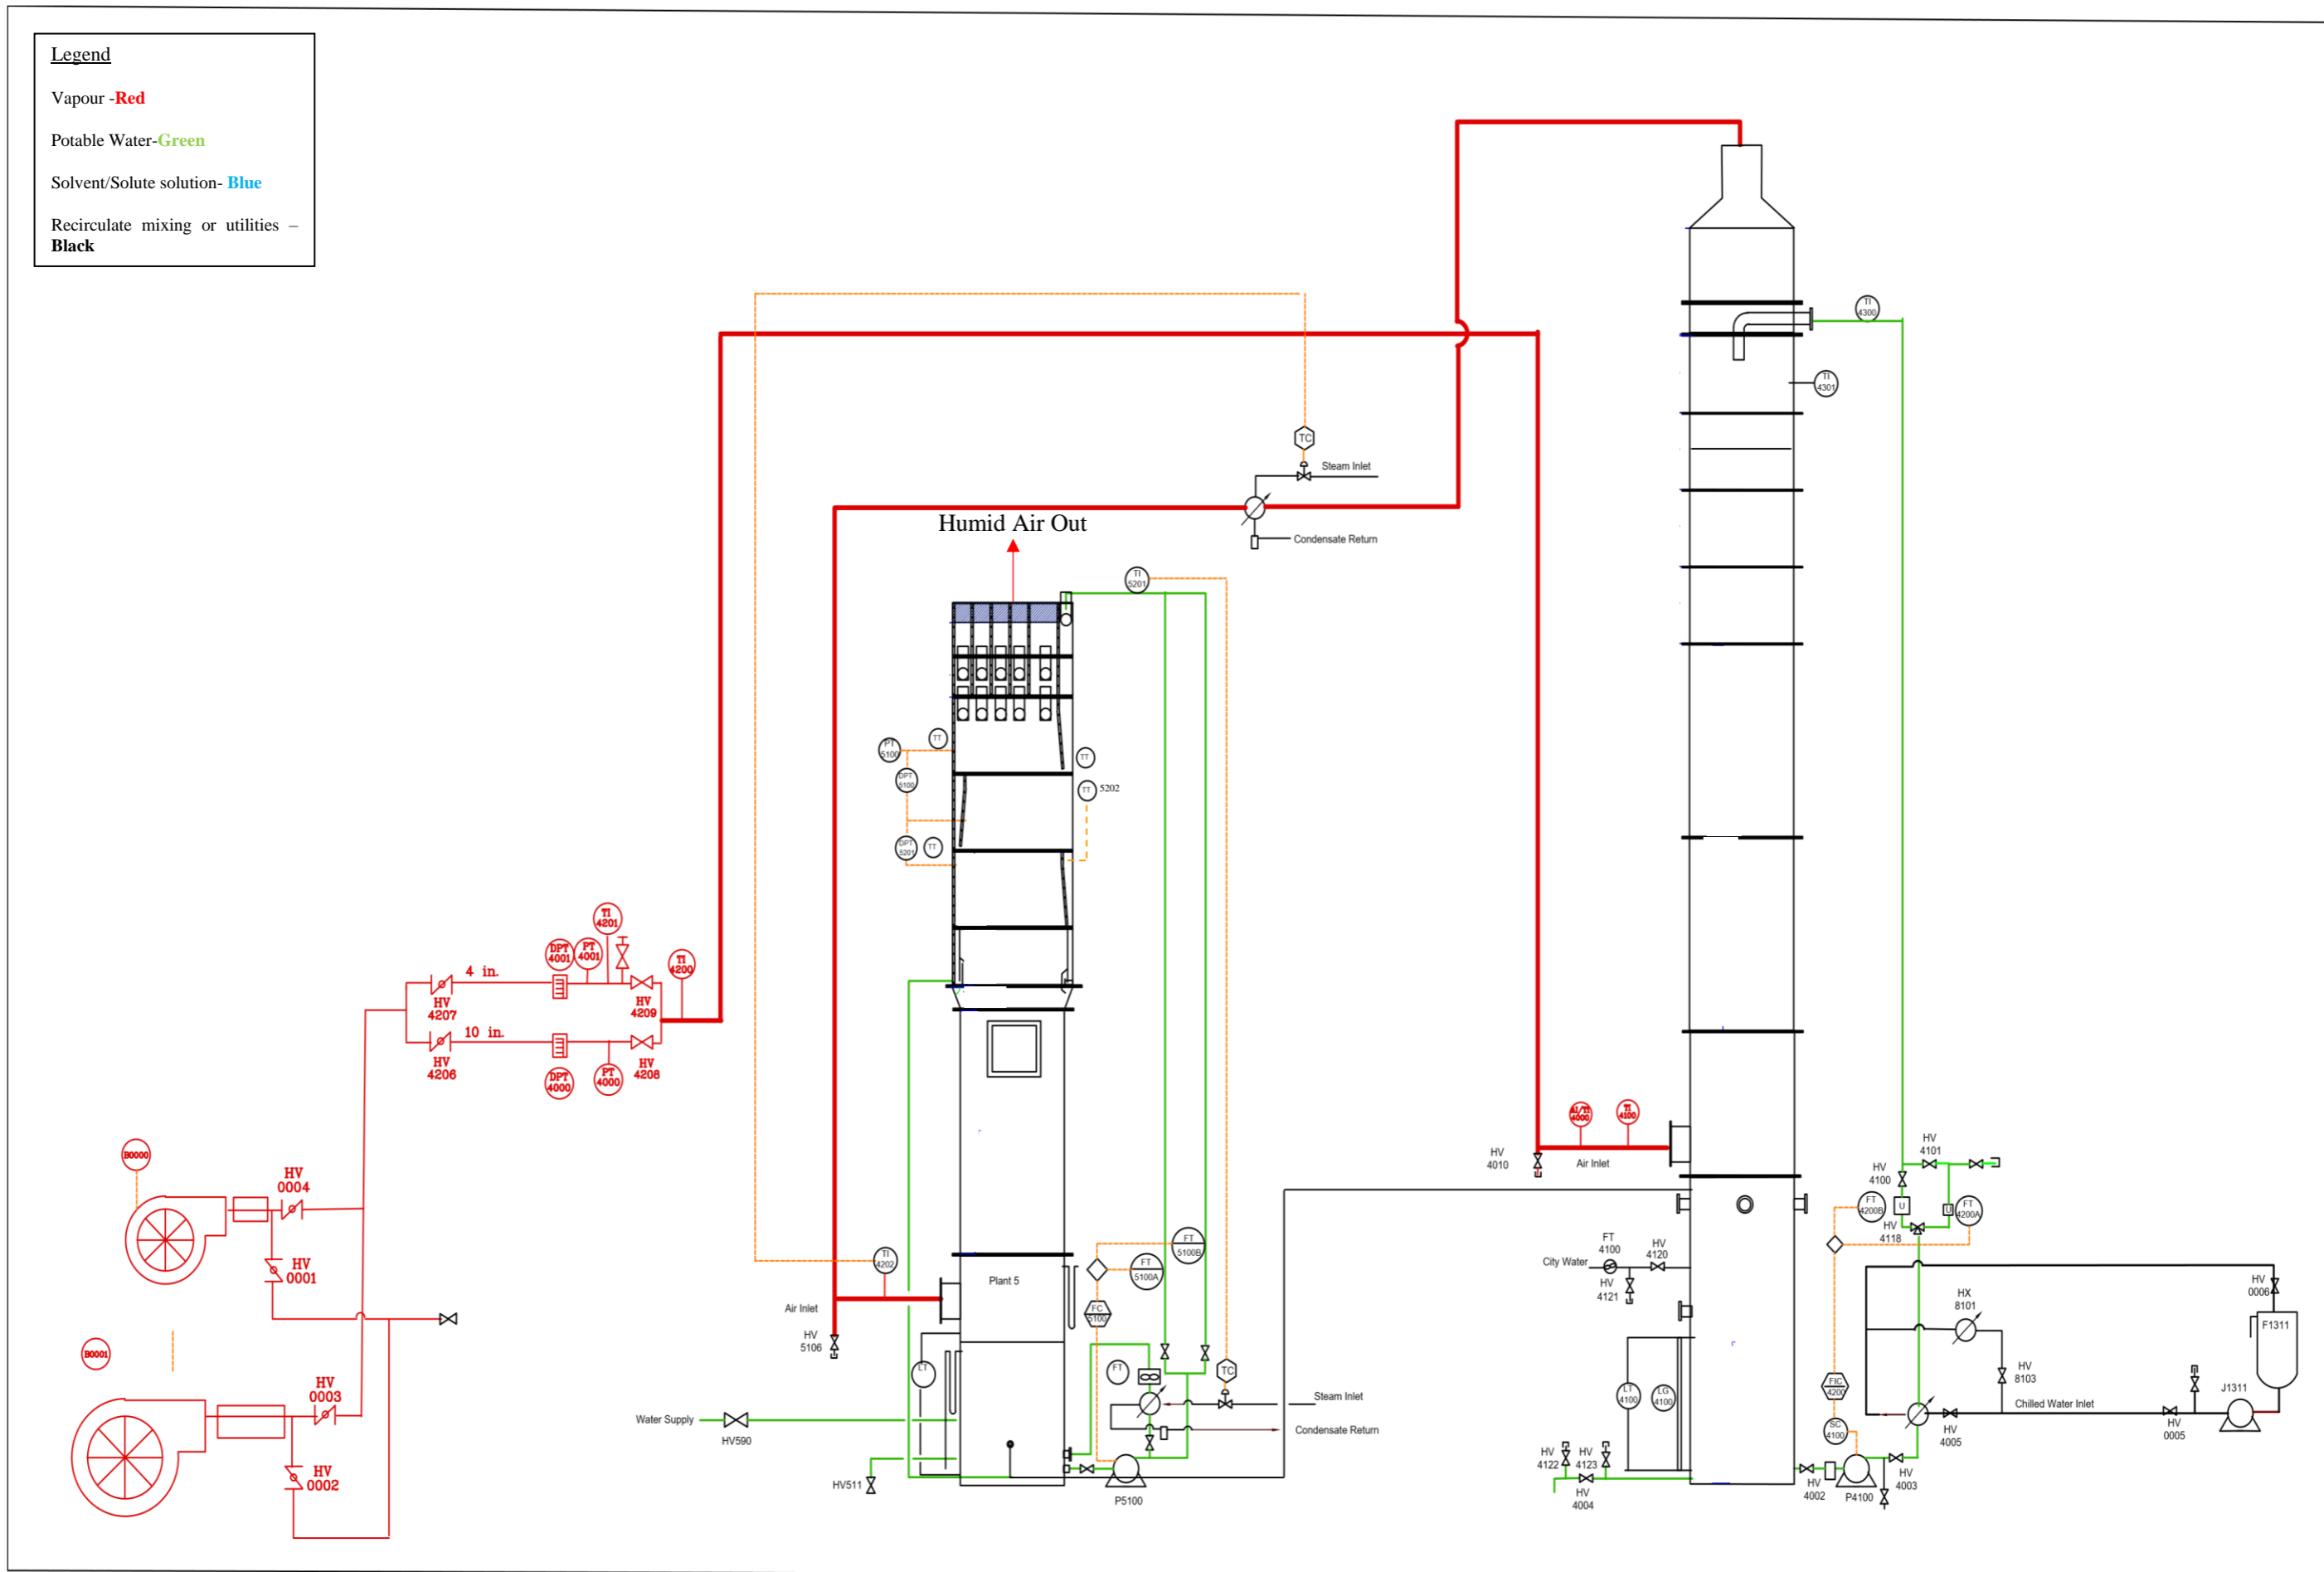 Legend
Vapour -Red
Potable Water-Green
Solvent/Solute solution- Blue
Recirculate mixing or utilities –
Black
TI
4300
TI
4301
TC
Steam Inlet
Condensate Return
Humid Air Out
TI
5201
PT
5100
TT
TT
DPT
5100
TT
5202
DPT
5201
TT
TI
4201
DPT
4001
PT
4001
TI
4200
4 in.
HV
4207
HV
4209
10 in.
HV
4206
DPT
4000
PT
4000
HV
4208
B0000
HV
0004
HV
0001
B0001
HV
0003
HV
0002
AI/TI
4000
TI
4100
HV
4010
Air Inlet
HV
4101
HV
4100
U
U
FT
4200B
FT
4200A
HV
4118
FT
5100B
FT
5100A
TI
4202
Plant 5
Air Inlet
HV
5106
FC
5100
FT
4100
HV
4120
City Water
HV
4121
LT
FT
TC
Steam Inlet
Condensate Return
Water Supply
HV590
HV511
P5100
HV
0006
F1311
HX
8101
HV
8103
LT
4100
LG
4100
FIC
4200
SC
4100
Chilled Water Inlet
J1311
HV
4005
HV
0005
HV
4122
HV
4123
HV
4004
HV
4002
P4100
HV
4003